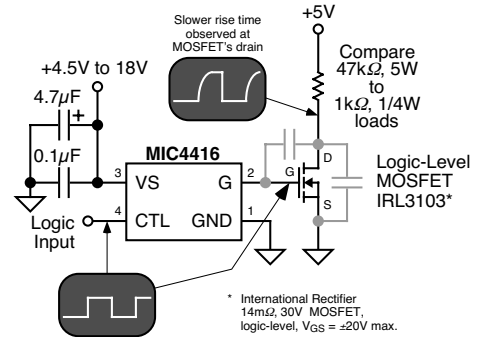 Slower rise time
observed at
MOSFET's drain
+5V
+4.5V to 18V
Compare
47kΩ, 5W
to
1kΩ, 1/4W
loads
4.7µF
+
0.1µF
MIC4416
3
VS
G
2
4
CTL
GND
1
Logic
Input
D
G
S
Logic-Level
MOSFET
IRL3103*
* International Rectifier
14mΩ, 30V MOSFET,
logic-level, VGS = ±20V max.